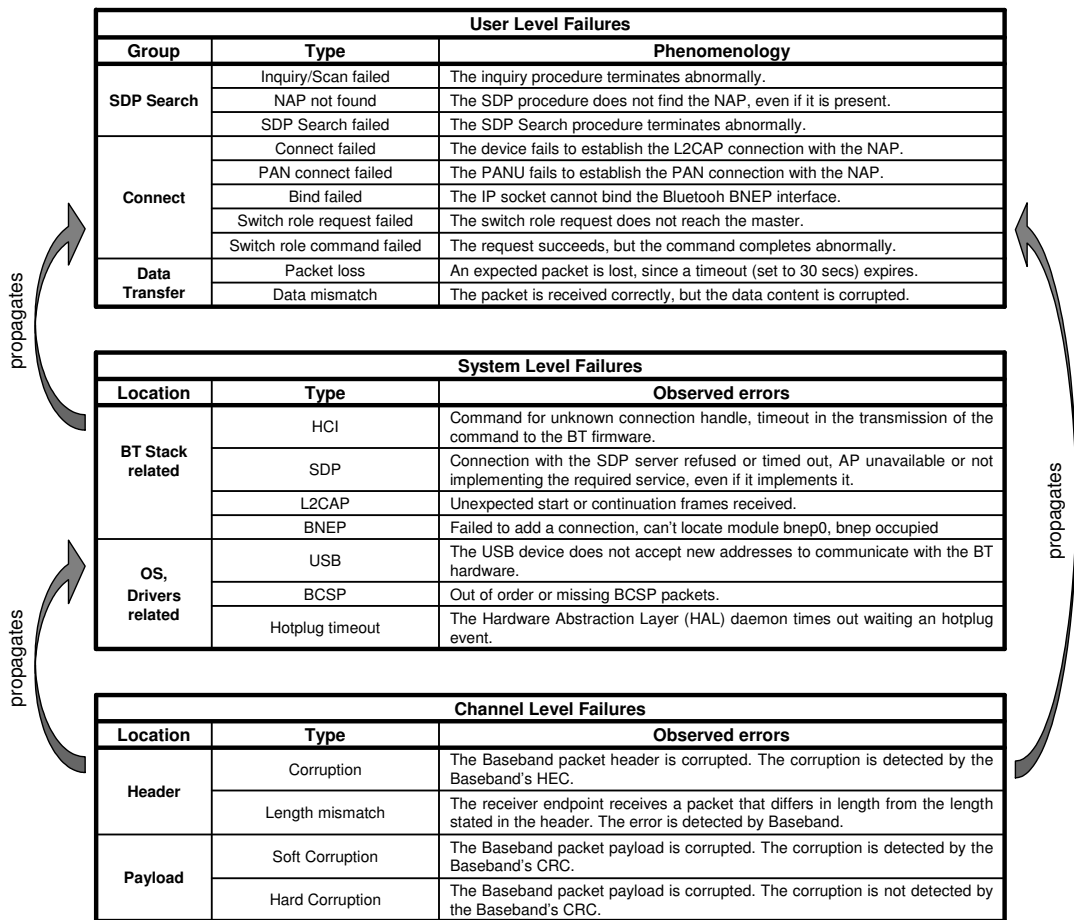 User Level Failures
Group Type Phenomenology
SDP Search
Inquiry/Scan failed The inquiry procedure terminates abnormally.
NAP not found The SDP procedure does not find the NAP, even if it is present.
SDP Search failed The SDP Search procedure terminates abnormally.
Connect
Connect failed The device fails to establish the L2CAP connection with the NAP.
PAN connect failed The PANU fails to establish the PAN connection with the NAP.
Bind failed The IP socket cannot bind the Bluetooh BNEP interface.
Switch role request failed The switch role request does not reach the master.
Switch role command failed The request succeeds, but the command completes abnormally.
Data
Transfer
Packet loss An expected packet is lost, since a timeout (set to 30 secs) expires.
Data mismatch The packet is received correctly, but the data content is corrupted.
propagates
System Level Failures
Location Type Observed errors
BT Stack
related
HCI
Command for unknown connection handle, timeout in the transmission of the
command to the BT firmware.
SDP
Connection with the SDP server refused or timed out, AP unavailable or not
implementing the required service, even if it implements it.
L2CAP Unexpected start or continuation frames received.
BNEP Failed to add a connection, can't locate module bnep0, bnep occupied
OS,
Drivers
related
USB
The USB device does not accept new addresses to communicate with the BT
hardware.
BCSP Out of order or missing BCSP packets.
Hotplug timeout
The Hardware Abstraction Layer (HAL) daemon times out waiting an hotplug
event.
propagates
propagates
Channel Level Failures
Location Type Observed errors
Header
Corruption
The Baseband packet header is corrupted. The corruption is detected by the
Baseband's HEC.
Length mismatch
The receiver endpoint receives a packet that differs in length from the length
stated in the header. The error is detected by Baseband.
Payload
Soft Corruption
The Baseband packet payload is corrupted. The corruption is detected by the
Baseband's CRC.
Hard Corruption
The Baseband packet payload is corrupted. The corruption is not detected by
the Baseband's CRC.